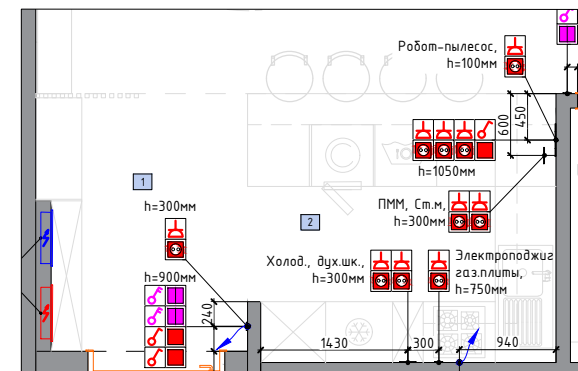 Робот-пылесос,
h=100мм
600
450
h=1050мм
1
h=300мм
2
ПММ, Ст.м,
h=300мм
Холод., дух.шк.,
h=300мм
Электроподжиг
газ.плиты,
h=750мм
h=900мм
240
1430
300
940